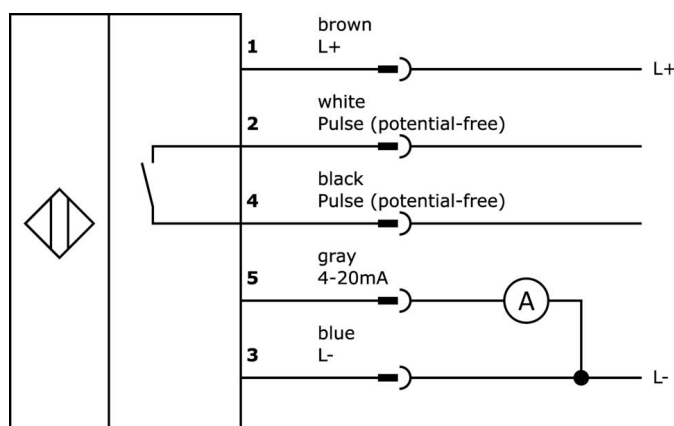 brown
1 L+
L+
white
2 Pulse (potential-free)
black
4 Pulse (potential-free)
gray
5 4-20mA
A
blue
3 L-
L-